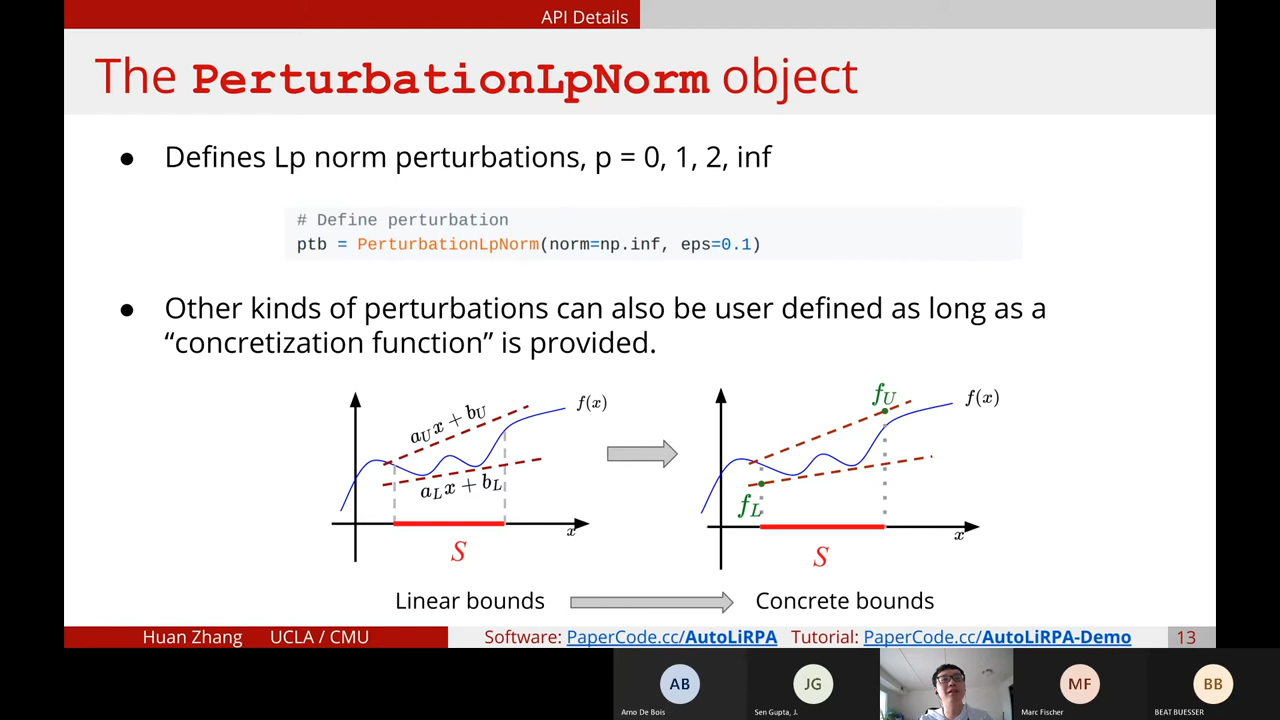 API Details
The PerturbationLpNorm object
● Defines Lp norm perturbations, p = 0, 1, 2, inf
# Define perturbation
ptb = PerturbationLpNorm(norm=np.inf, eps=0.1)
● Other kinds of perturbations can also be user defined as long as a
“concretization function” is provided.
a_U x + b_U
f(x)
a_L x + b_L
x
S
f_U
f(x)
f_L
x
S
Linear bounds
Concrete bounds
Huan Zhang UCLA / CMU Software: PaperCode.cc/AutoLiRPA Tutorial: PaperCode.cc/AutoLiRPA-Demo 13
AB JG MF BB
Arno De Bois Sen Gupta, J. Marc Fischer BEAT BUESSER